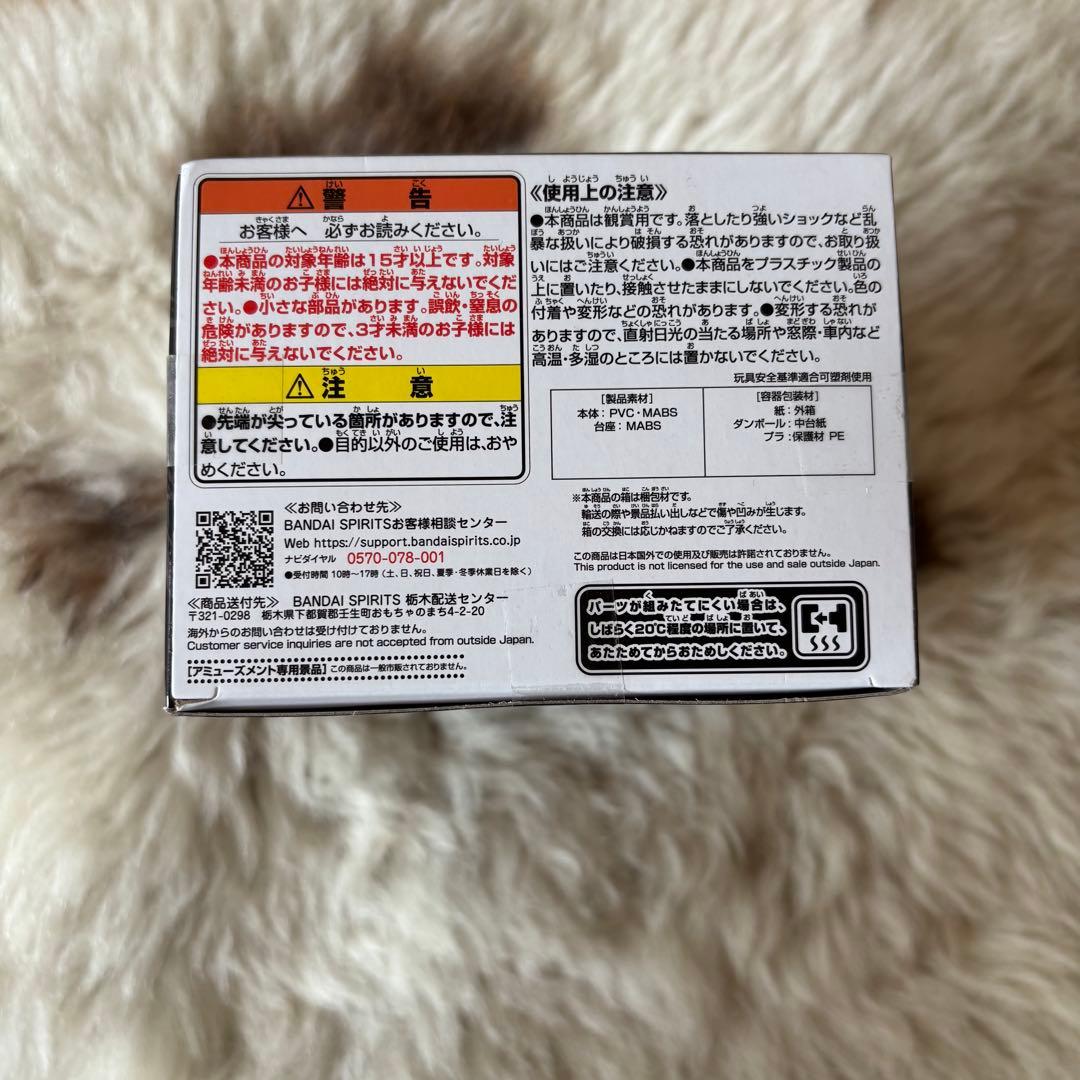 ⚠警告
お客様へ 必ずお読みください。
●本商品の対象年齢は15才以上です。対象
年齢未満のお子様には絶対に与えないでくだ
さい。●小さな部品があります。誤飲・窒息の
危険がありますので、3才未満のお子様には
絶対に与えないでください。
⚠注意
●先端が尖っている箇所がありますので、注
意してください。●目的以外のご使用は、おや
めください。
≪お問い合わせ先≫
BANDAI SPIRITSお客様相談センター
Web https://support.bandaispirits.co.jp
ナビダイヤル 0570-078-001
●受付時間 10時〜17時(土、日、祝日、夏季・冬季休業日を除く)
≪商品送付先≫ BANDAI SPIRITS 栃木配送センター
〒321-0298 栃木県下都賀郡壬生町おもちゃのまち4-2-20
海外からのお問い合わせは受け付けておりません。
Customer service inquiries are not accepted from outside Japan.
[アミューズメント専用景品] この商品は一般市販されておりません。
≪使用上の注意≫
●本商品は観賞用です。落としたり強いショックなど乱
暴な扱いにより破損する恐れがありますので、お取り扱
いにはご注意ください。●本商品をプラスチック製品の
上に置いたり、接触させたままにしないでください。色の
付着や変形などの恐れがあります。●変形する恐れが
ありますので、直射日光の当たる場所や窓際・車内など
高温・多湿のところには置かないでください。
玩具安全基準適合可塑剤使用
[製品素材]
本体：PVC・MABS
台座：MABS
[容器包装材]
紙：外箱
ダンボール：中台紙
プラ：保護材 PE
※本商品の箱は梱包材です。
輸送の際や景品払い出しなどで傷や凹みが生じます。
箱の交換には応じかねますのでご了承ください。
この商品は日本国外での使用及び販売は許諾されておりません。
This product is not licensed for the use and sale outside Japan.
パーツが組みたてにくい場合は、
しばらく20℃程度の場所に置いて、
あたためてからおためしください。